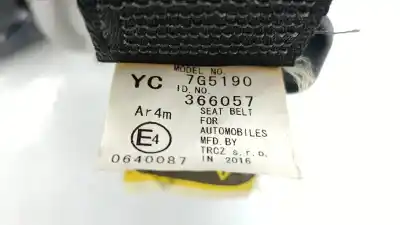 MODEL NO.
YC 7G5190
ID.NO.
366057
Ar4m SEAT BELT
FOR
E4 AUTOMOBILES
MFD.BY
TRCZ s.r.o.
0640087 IN 2016